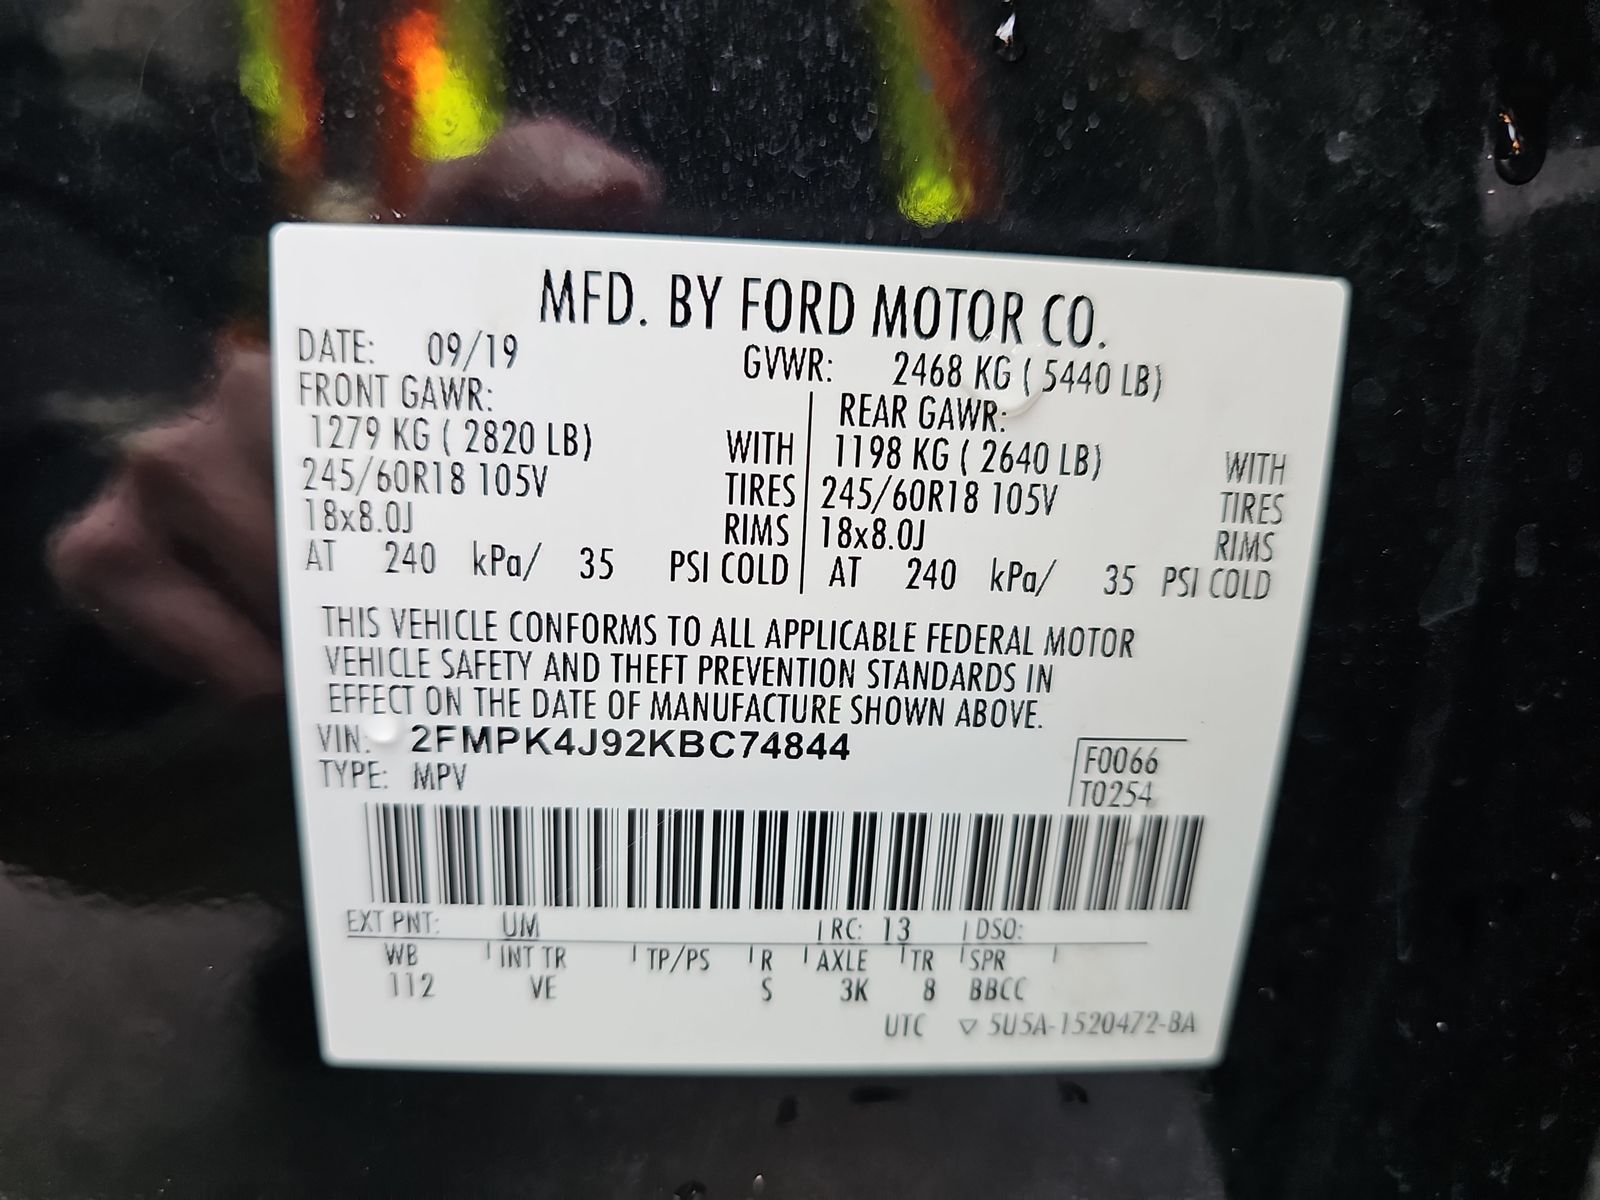 MFD. BY FORD MOTOR CO.
DATE: 09/19 GVWR: 2468 KG ( 5440 LB)
FRONT GAWR: REAR GAWR:
1279 KG ( 2820 LB) WITH 1198 KG ( 2640 LB) WITH
245/60R18 105V TIRES 245/60R18 105V TIRES
18x8.0J RIMS 18x8.0J RIMS
AT 240 kPa/ 35 PSI COLD AT 240 kPa/ 35 PSI COLD
THIS VEHICLE CONFORMS TO ALL APPLICABLE FEDERAL MOTOR
VEHICLE SAFETY AND THEFT PREVENTION STANDARDS IN
EFFECT ON THE DATE OF MANUFACTURE SHOWN ABOVE.
VIN: 2FMPK4J92KBC74844
TYPE: MPV
F0066
T0254
EXT PNT: UM RC: 13 DSO:
WB INT TR TP/PS R AXLE TR SPR
112 VE S 3K 8 BBCC
UTC ▽ 5U5A-1520472-BA